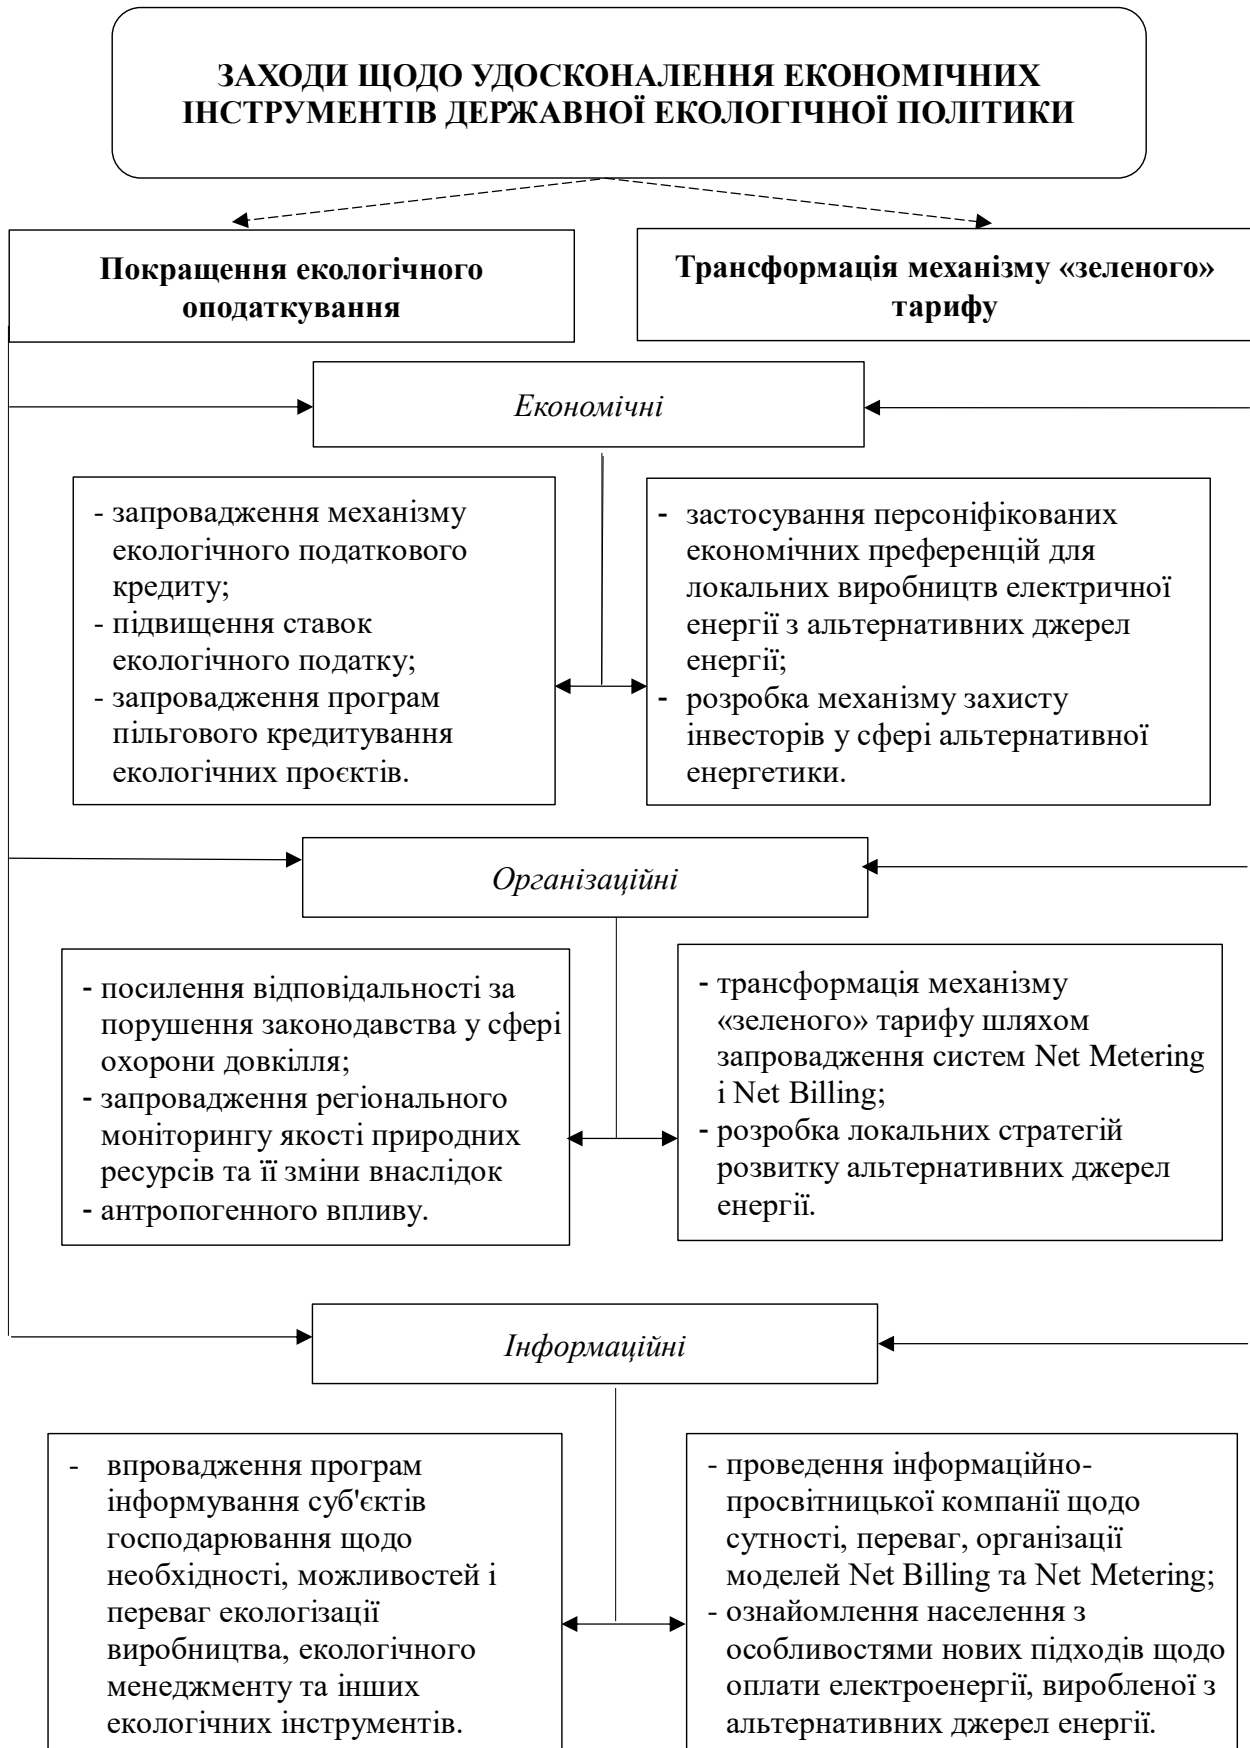 ЗАХОДИ ЩОДО УДОСКОНАЛЕННЯ ЕКОНОМІЧНИХ
ІНСТРУМЕНТІВ ДЕРЖАВНОЇ ЕКОЛОГІЧНОЇ ПОЛІТИКИ
Покращення екологічного
оподаткування
Трансформація механізму «зеленого»
тарифу
Економічні
- запровадження механізму
екологічного податкового
кредиту;
- підвищення ставок
екологічного податку;
- запровадження програм
пільгового кредитування
екологічних проєктів.
- застосування персоніфікованих
економічних преференцій для
локальних виробництв електричної
енергії з альтернативних джерел
енергії;
- розробка механізму захисту
інвесторів у сфері альтернативної
енергетики.
Організаційні
- посилення відповідальності за
порушення законодавства у сфері
охорони довкілля;
- запровадження регіонального
моніторингу якості природних
ресурсів та її зміни внаслідок
- антропогенного впливу.
- трансформація механізму
«зеленого» тарифу шляхом
запровадження систем Net Metering
і Net Billing;
- розробка локальних стратегій
розвитку альтернативних джерел
енергії.
Інформаційні
- впровадження програм
інформування суб'єктів
господарювання щодо
необхідності, можливостей і
переваг екологізації
виробництва, екологічного
менеджменту та інших
екологічних інструментів.
- проведення інформаційно-
просвітницької компанії щодо
сутності, переваг, організації
моделей Net Billing та Net Metering;
- ознайомлення населення з
особливостями нових підходів щодо
оплати електроенергії, виробленої з
альтернативних джерел енергії.